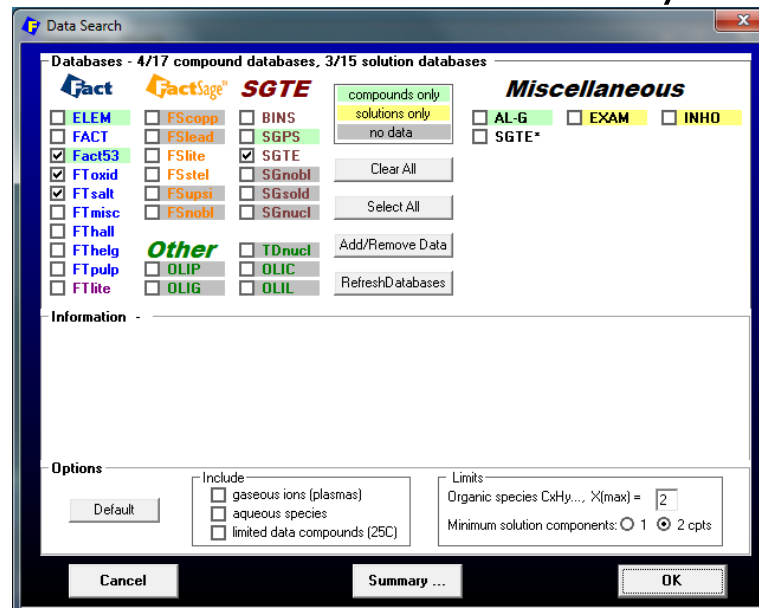 Data Search
Databases - 4/17 compound databases, 3/15 solution databases
Fact FactSage™ SGTE Miscellaneous
compounds only
solutions only
no data
ELEM FScopp BINS AL-G EXAM INHO
FACT FSlead SGPS SGTE*
Fact53 FSlite SGTE
FToxid FSstel SGnobl
FTsalt FSupsi SGsold
FTmisc FSnobl SGnucl
FThall
FThelg Other TDnucl
FTpulp OLIP OLIC
FTlite OLIG OLIL
Clear All
Select All
Add/Remove Data
RefreshDatabases
Information -
Options
Default
Include
gaseous ions (plasmas)
aqueous species
limited data compounds (25C)
Limits
Organic species CxHy..., X(max) = 2
Minimum solution components: 1 2 cpts
Cancel Summary ... OK